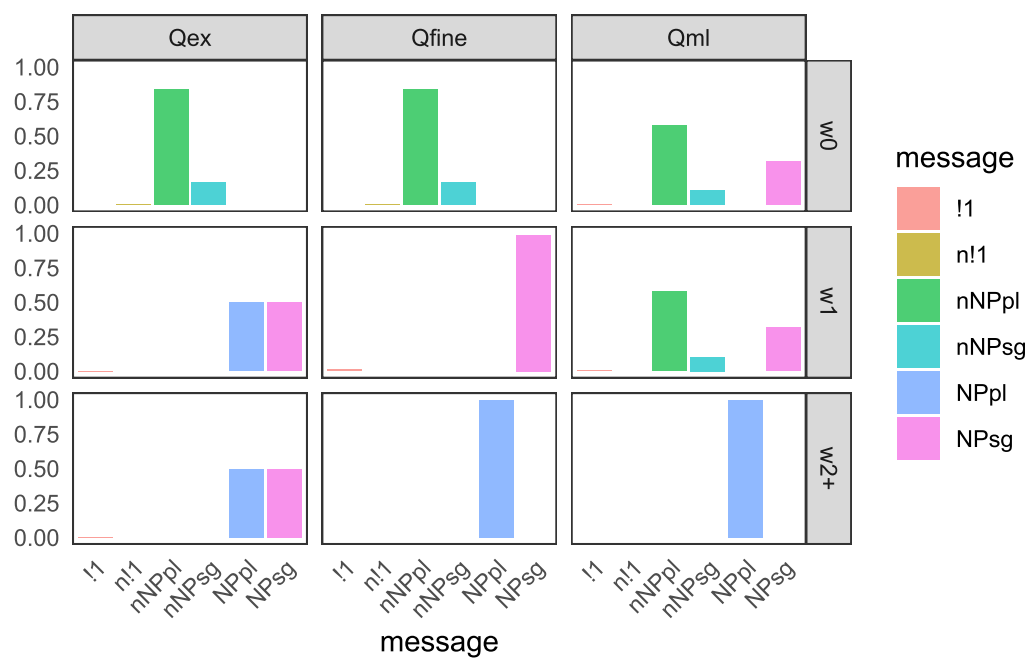 Qex Qfine Qml
1.00
0.75
0.50
0.25
0.00
w0
1.00
0.75
0.50
0.25
0.00
w1
1.00
0.75
0.50
0.25
0.00
w2+
!1 n!1 nNPpl nNPsg NPpl NPsg !1 n!1 nNPpl nNPsg NPpl NPsg !1 n!1 nNPpl nNPsg NPpl NPsg
message
message
!1
n!1
nNPpl
nNPsg
NPpl
NPsg